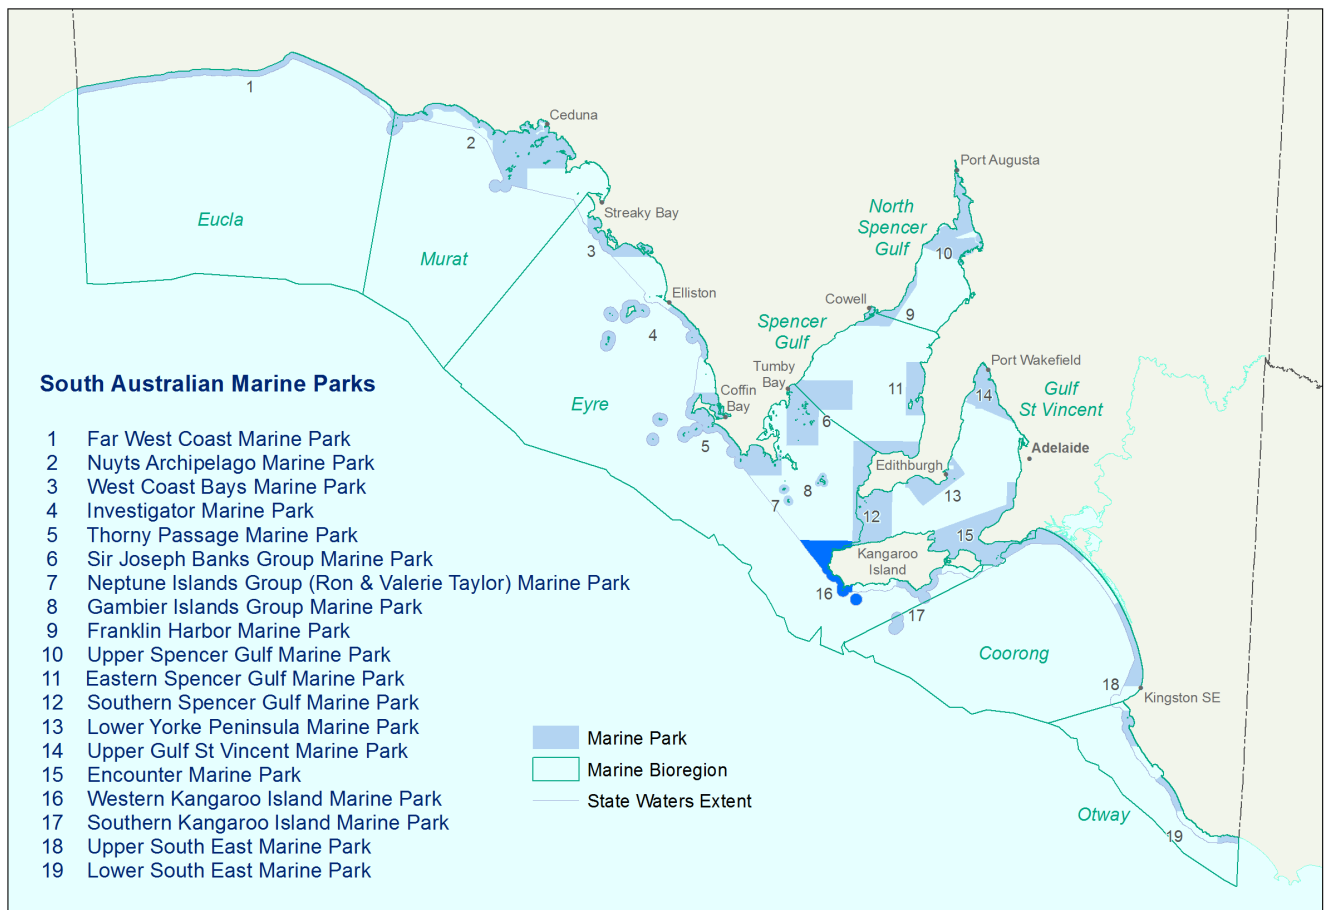 1
Ceduna
2
Port Augusta
Eucla
Streaky Bay
North
Spencer
Gulf
Murat
3
10
Elliston
Cowell
9
4
Spencer
Gulf
Port Wakefield
Tumby
Bay
South Australian Marine Parks
Coffin
Bay
11
14
Gulf
St Vincent
Eyre
6
5
Adelaide
Edithburgh
1 Far West Coast Marine Park
2 Nuyts Archipelago Marine Park
3 West Coast Bays Marine Park
4 Investigator Marine Park
5 Thorny Passage Marine Park
6 Sir Joseph Banks Group Marine Park
7 Neptune Islands Group (Ron & Valerie Taylor) Marine Park
8 Gambier Islands Group Marine Park
9 Franklin Harbor Marine Park
10 Upper Spencer Gulf Marine Park
11 Eastern Spencer Gulf Marine Park
12 Southern Spencer Gulf Marine Park
13 Lower Yorke Peninsula Marine Park
14 Upper Gulf St Vincent Marine Park
15 Encounter Marine Park
16 Western Kangaroo Island Marine Park
17 Southern Kangaroo Island Marine Park
18 Upper South East Marine Park
19 Lower South East Marine Park
8
7
13
12
15
Kangaroo
Island
16
17
Coorong
18
Kingston SE
Marine Park
Marine Bioregion
State Waters Extent
Otway
19